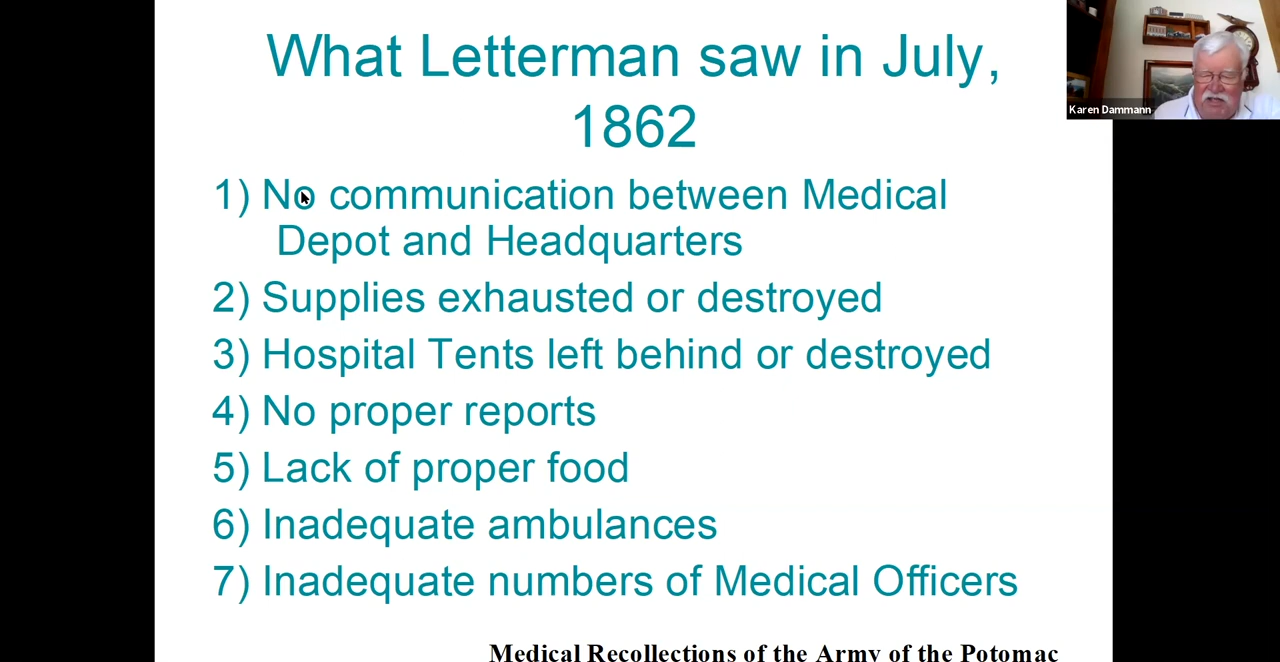 What Letterman saw in July,
1862
Karen Dammann
1) No communication between Medical
Depot and Headquarters
2) Supplies exhausted or destroyed
3) Hospital Tents left behind or destroyed
4) No proper reports
5) Lack of proper food
6) Inadequate ambulances
7) Inadequate numbers of Medical Officers
Medical Recollections of the Army of the Potomac